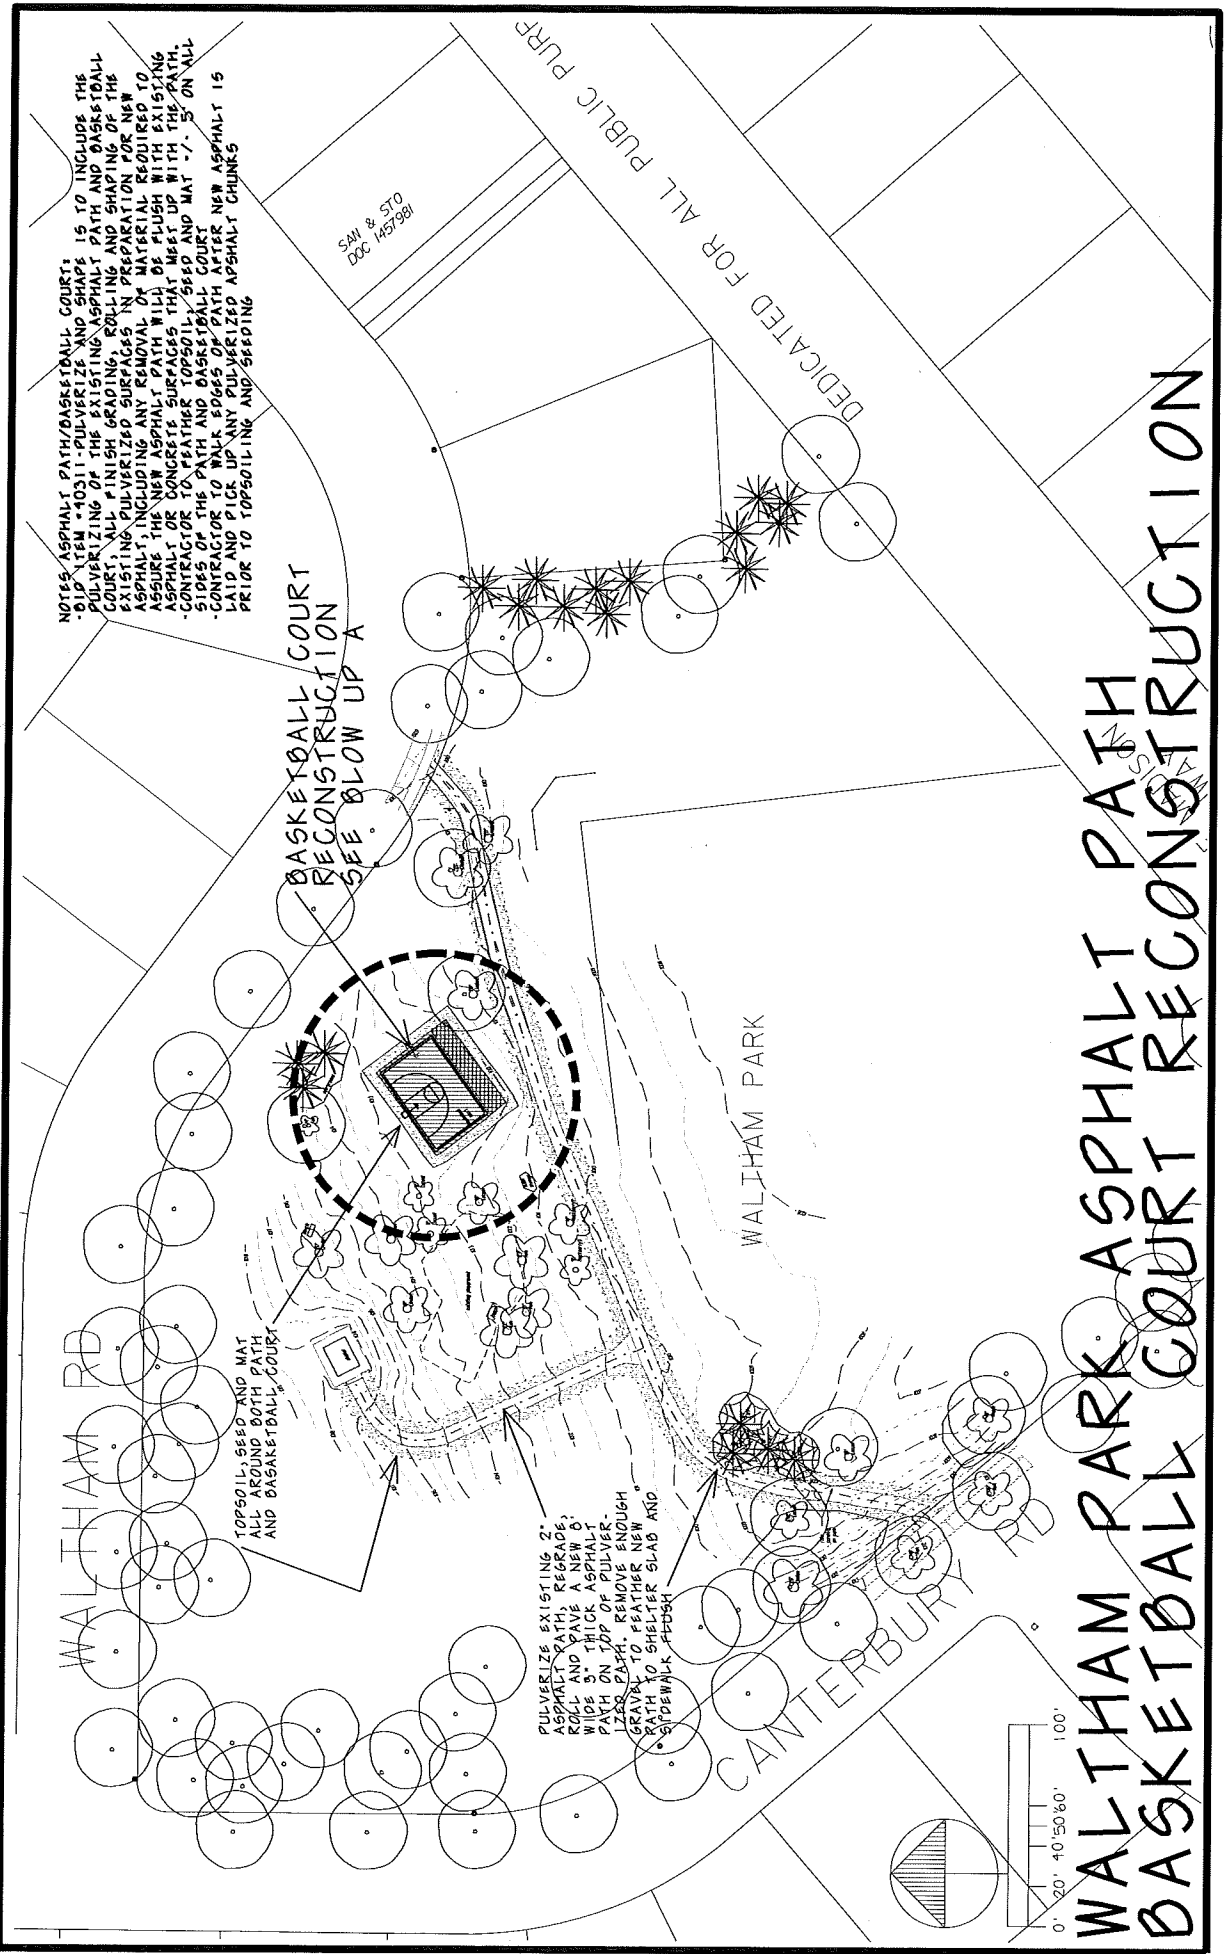 NOTES ASPHALT PATH/BASKETBALL COURT:
-BID ITEM #40311-PULVERIZE AND SHAPE IS TO INCLUDE THE
PULVERIZING OF THE EXISTING ASPHALT PATH AND BASKETBALL
COURT, ALL FINISH GRADING, ROLLING AND SHAPING OF THE
EXISTING PULVERIZED SURFACES IN PREPARATION FOR NEW
ASPHALT, INCLUDING ANY REMOVAL OF MATERIAL REQUIRED TO
ASSURE THE NEW ASPHALT PATH WILL BE FLUSH WITH EXISTING
ASPHALT OR CONCRETE SURFACES THAT MEET UP WITH THE PATH.
-CONTRACTOR TO FEATHER TOPSOIL, SEED AND MAT +/- 5' ON ALL
SIDES OF THE PATH AND BASKETBALL COURT
-CONTRACTOR TO WALK EDGES OF PATH AFTER NEW ASPHALT IS
LAID AND PICK UP ANY PULVERIZED APSHALT CHUNKS
PRIOR TO TOPSOILING AND SEEDING
SAN & STO
DOC 1457981
DEDICATED FOR ALL PUBLIC PURP
BASKETBALL COURT
RECONSTRUCTION
SEE BLOW UP A
WALTHAM RD
TOPSOIL, SEED AND MAT
ALL AROUND BOTH PATH
AND BASAKETBALL COURT
PULVERIZE EXISTING 2"
ASPHALT PATH, REGRADE,
ROLL AND PAVE A NEW 8'
WIDE 3" THICK ASPHALT
PATH ON TOP OF PULVER-
IZED PATH. REMOVE ENOUGH
GRAVEL TO FEATHER NEW
PATH TO SHELTER SLAB AND
SIDEWALK FLUSH
WALTHAM PARK
CANTERBURY RD
0' 20' 40'50'60' 100'
WALTHAM PARK ASPHALT PATH
BASKETBALL COURT RECONSTRUCTION